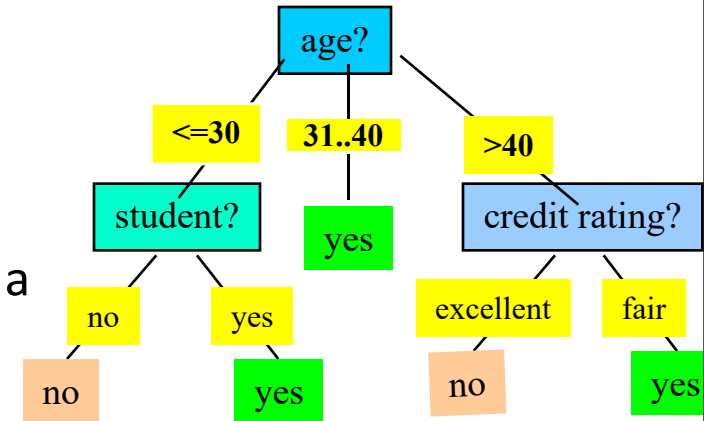 age?
<=30
31..40
>40
student?
yes
credit rating?
a
no
yes
excellent
fair
no
yes
no
yes